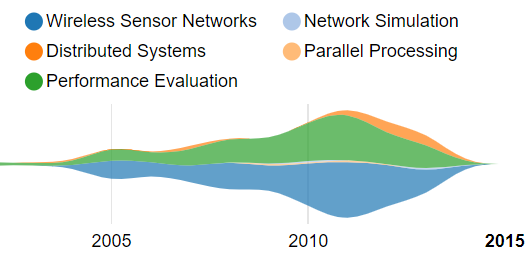 Wireless Sensor Networks Network Simulation
Distributed Systems Parallel Processing
Performance Evaluation
2005 2010 2015